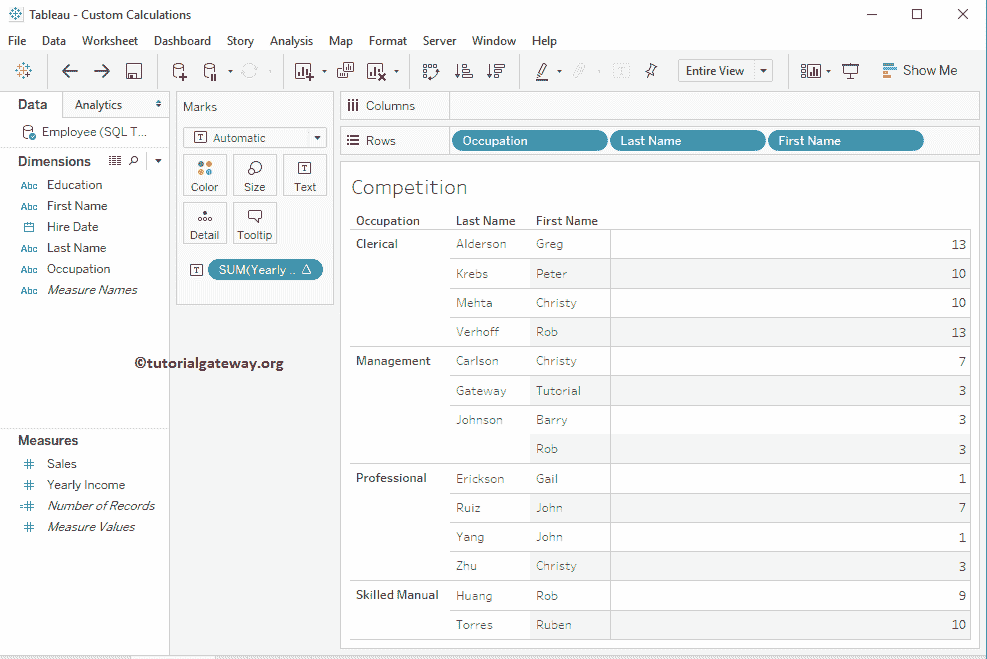 Tableau - Custom Calculations
File Data Worksheet Dashboard Story Analysis Map Format Server Window Help
Entire View Show Me
Data Analytics
Employee (SQL T...
Dimensions
Abc Education
Abc First Name
Hire Date
Abc Last Name
Abc Occupation
Abc Measure Names
Measures
# Sales
# Yearly Income
=# Number of Records
# Measure Values
Marks
T Automatic
Color Size Text
Detail Tooltip
T SUM(Yearly .. Δ
©tutorialgateway.org
Columns
Rows Occupation Last Name First Name
Competition
Occupation Last Name First Name
Clerical Alderson Greg 13
Krebs Peter 10
Mehta Christy 10
Verhoff Rob 13
Management Carlson Christy 7
Gateway Tutorial 3
Johnson Barry 3
Rob 3
Professional Erickson Gail 1
Ruiz John 7
Yang John 1
Zhu Christy 3
Skilled Manual Huang Rob 9
Torres Ruben 10